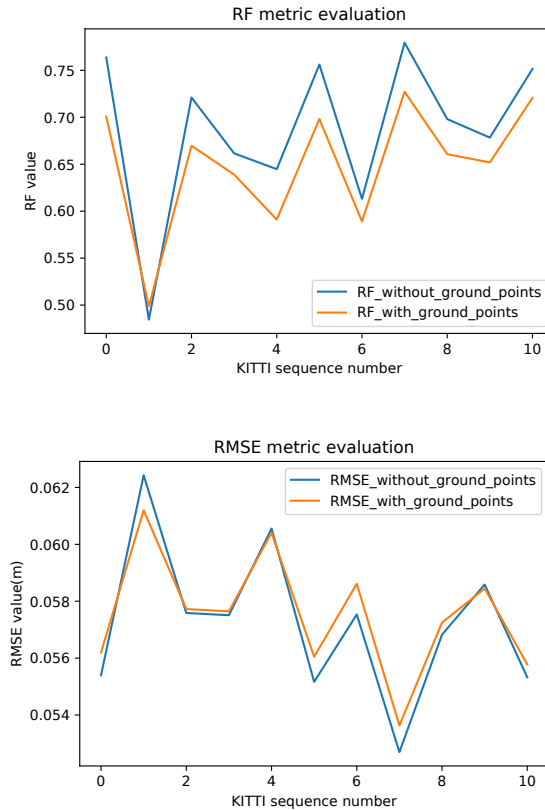 RF metric evaluation
0.75
0.70
0.65
0.60
0.55
0.50
RF value
RF_without_ground_points
RF_with_ground_points
0 2 4 6 8 10
KITTI sequence number
RMSE metric evaluation
0.062
0.060
0.058
0.056
0.054
RMSE value(m)
RMSE_without_ground_points
RMSE_with_ground_points
0 2 4 6 8 10
KITTI sequence number